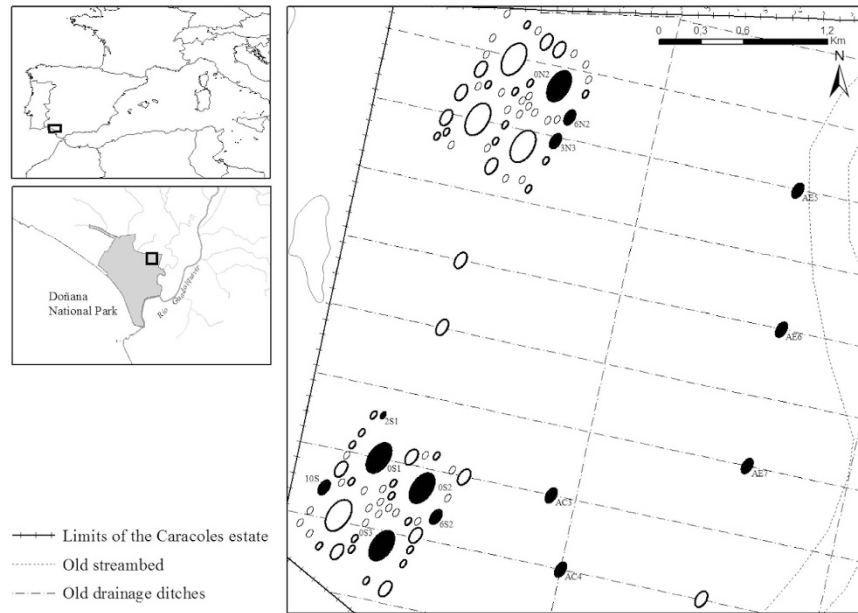 0 0,3 0,6 1,2
Km
N
0N2
6N2
3N3
AE5
Doñana
National Park
Río Guadalquivir
AE6
2S1
0S1
AE7
10S
0S2
AC3
6S2
0S3
Limits of the Caracoles estate
Old streambed
AC4
Old drainage ditches